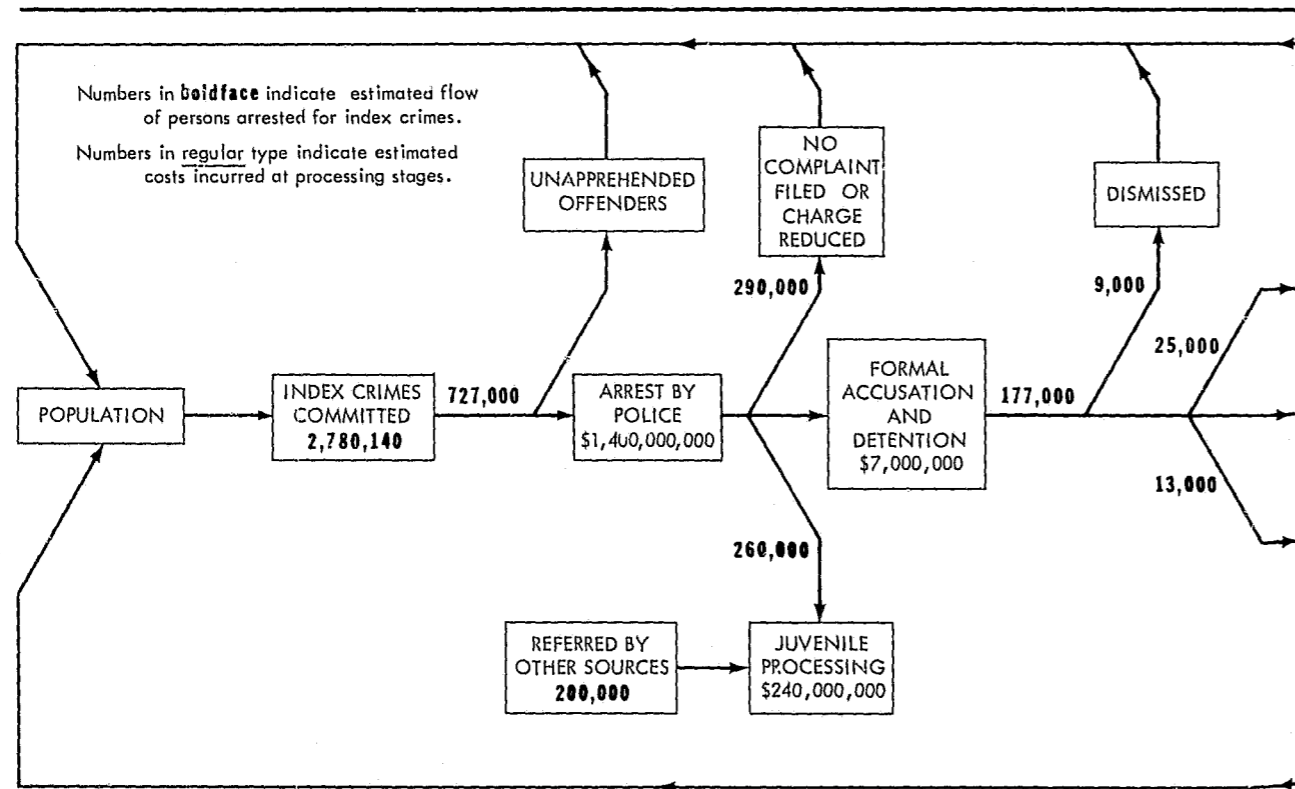 Numbers in boldface indicate estimated flow
of persons arrested for index crimes.
Numbers in regular type indicate estimated
costs incurred at processing stages.
UNAPPREHENDED
OFFENDERS
NO
COMPLAINT
FILED OR
CHARGE
REDUCED
DISMISSED
290,000
9,000
25,000
POPULATION
INDEX CRIMES
COMMITTED
2,780,140
727,000
ARREST BY
POLICE
$1,400,000,000
FORMAL
ACCUSATION
AND
DETENTION
$7,000,000
177,000
13,000
260,000
REFERRED BY
OTHER SOURCES
200,000
JUVENILE
PROCESSING
$240,000,000